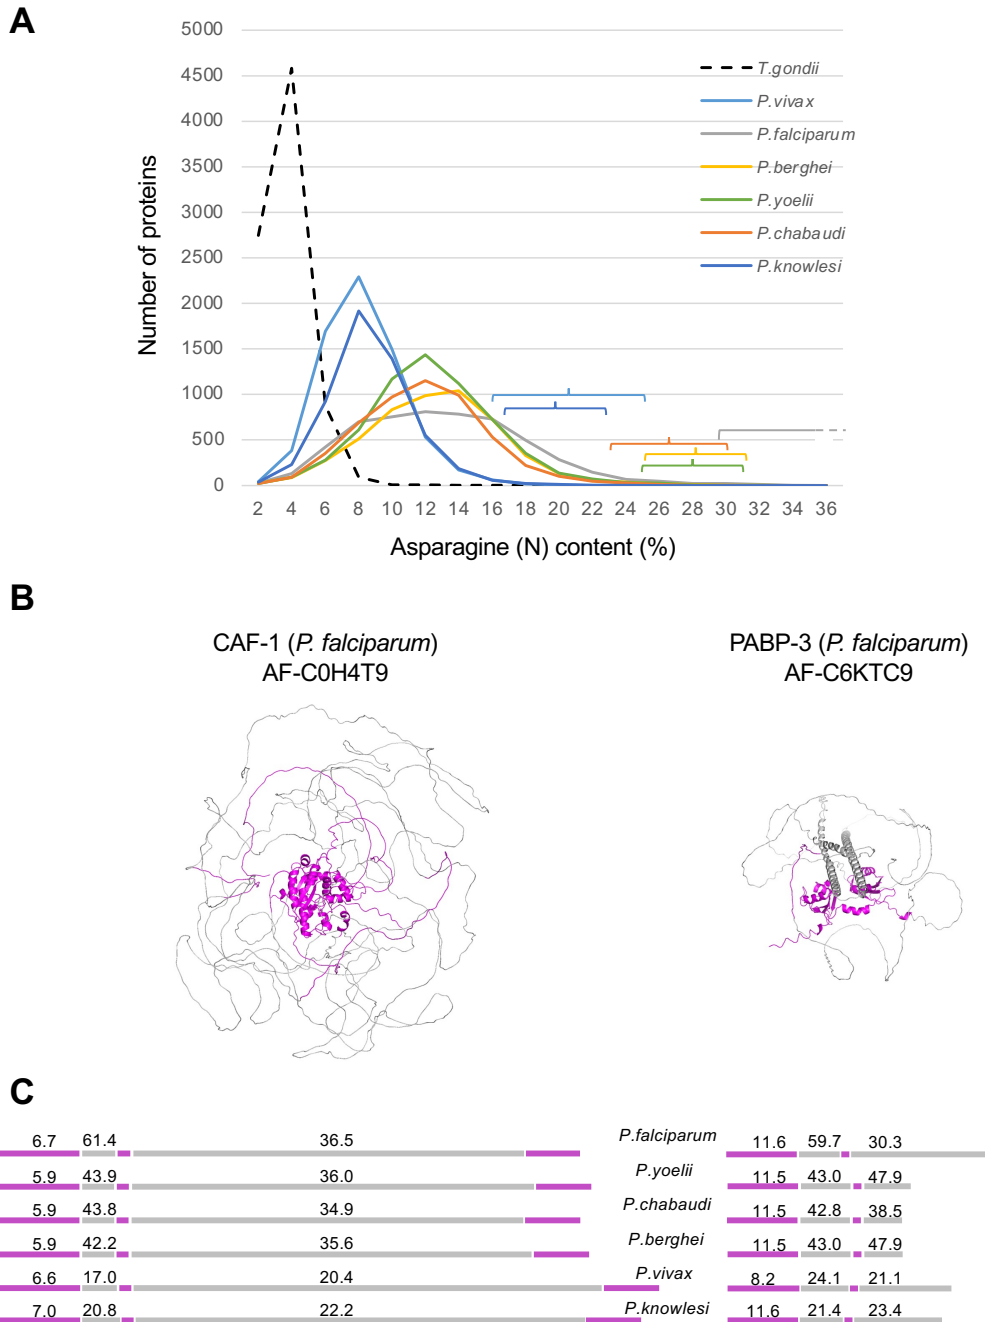 A
5000
4500
4000
3500
3000
2500
2000
1500
1000
500
0
Number of proteins
2 4 6 8 10 12 14 16 18 20 22 24 26 28 30 32 34 36
Asparagine (N) content (%)
T.gondii
P.vivax
P.falciparum
P.berghei
P.yoelii
P.chabaudi
P.knowlesi
B
CAF-1 (P. falciparum)
AF-C0H4T9
PABP-3 (P. falciparum)
AF-C6KTC9
C
6.7 61.4 36.5 P.falciparum 11.6 59.7 30.3
5.9 43.9 36.0 P.yoelii 11.5 43.0 47.9
5.9 43.8 34.9 P.chabaudi 11.5 42.8 38.5
5.9 42.2 35.6 P.berghei 11.5 43.0 47.9
6.6 17.0 20.4 P.vivax 8.2 24.1 21.1
7.0 20.8 22.2 P.knowlesi 11.6 21.4 23.4